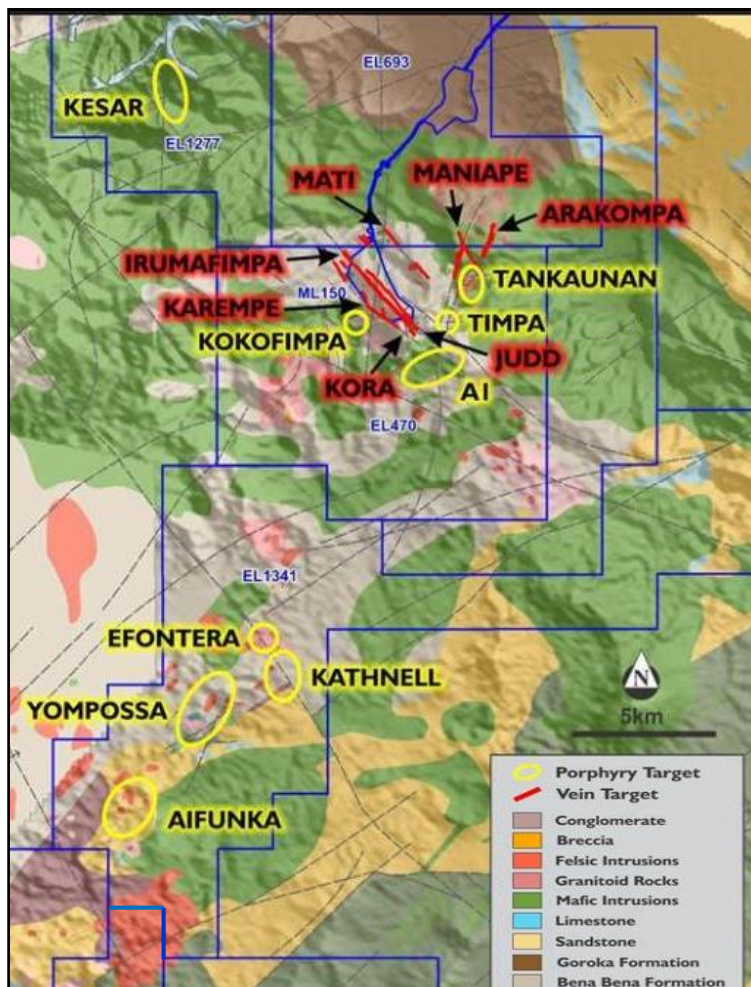 EL693
KESAR
EL1277
MATI
MANIAPE
ARAKOMPA
IRUMAFIMPA
TANKAUNAN
ML150
KAREMPE
TIMPA
KOKOFIMPA
JUDD
KORA
A1
EL470
EL1341
EFONTERA
KATHNELL
N
YOMPOSSA
5km
AIFUNKA
Porphyry Target
Vein Target
Conglomerate
Breccia
Felsic Intrusions
Granitoid Rocks
Mafic Intrusions
Limestone
Sandstone
Goroka Formation
Bena Bena Formation